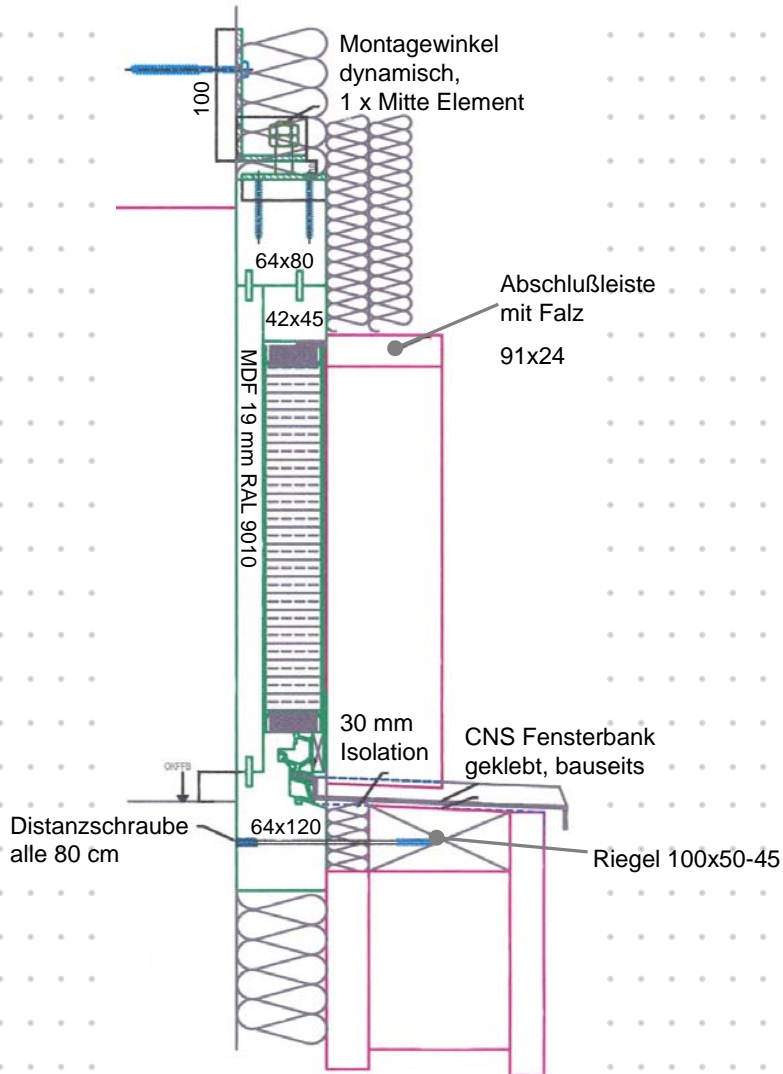 Montagewinkel
dynamisch,
1 x Mitte Element
100
64x80
42x45
Abschlußleiste
mit Falz
91x24
MDF 19 mm RAL 9010
30 mm
Isolation
CNS Fensterbank
geklebt, bauseits
OKFFB
64x120
Distanzschraube
alle 80 cm
Riegel 100x50-45